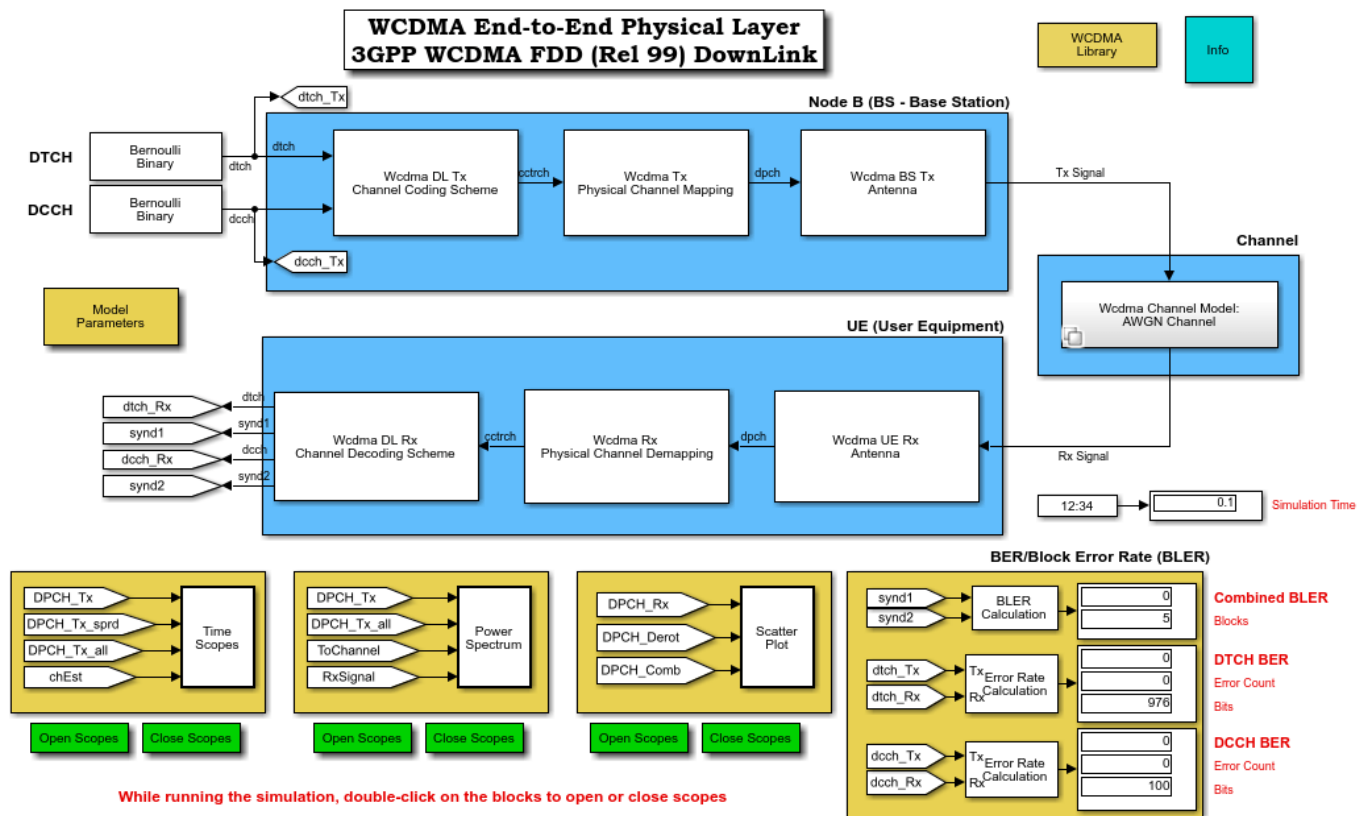 WCDMA End-to-End Physical Layer
3GPP WCDMA FDD (Rel 99) DownLink
WCDMA
Library
Info
dtch_Tx
Node B (BS - Base Station)
DTCH
Bernoulli
Binary
dtch
dtch
Wcdma DL Tx
Channel Coding Scheme
cctrch
Wcdma Tx
Physical Channel Mapping
dpch
Wcdma BS Tx
Antenna
Tx Signal
DCCH
Bernoulli
Binary
dcch
dcch_Tx
Channel
Wcdma Channel Model:
AWGN Channel
Model
Parameters
UE (User Equipment)
dtch_Rx
synd1
dcch_Rx
synd2
dtch
synd1
dcch
synd2
Wcdma DL Rx
Channel Decoding Scheme
cctrch
Wcdma Rx
Physical Channel Demapping
dpch
Wcdma UE Rx
Antenna
Rx Signal
12:34
0.1
Simulation Time
DPCH_Tx
DPCH_Tx_sprd
DPCH_Tx_all
chEst
Time
Scopes
Open Scopes
Close Scopes
DPCH_Tx
DPCH_Tx_all
ToChannel
RxSignal
Power
Spectrum
Open Scopes
Close Scopes
DPCH_Rx
DPCH_Derot
DPCH_Comb
Scatter
Plot
Open Scopes
Close Scopes
BER/Block Error Rate (BLER)
synd1
synd2
BLER
Calculation
0
5
Combined BLER
Blocks
dtch_Tx
dtch_Rx
Tx
Rx
Error Rate
Calculation
0
0
976
DTCH BER
Error Count
Bits
dcch_Tx
dcch_Rx
Tx
Rx
Error Rate
Calculation
0
0
100
DCCH BER
Error Count
Bits
While running the simulation, double-click on the blocks to open or close scopes